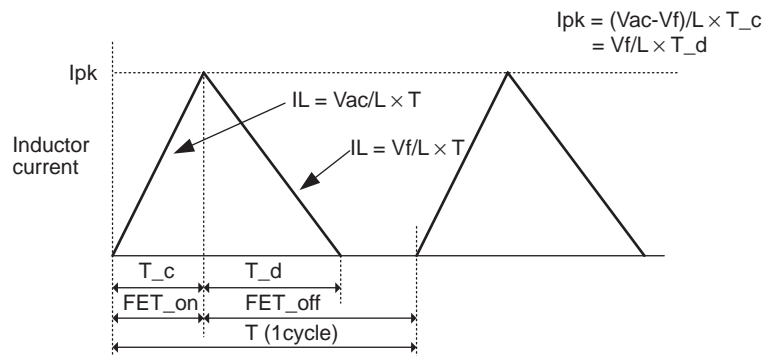 Ipk = (Vac-Vf)/L × T_c
= Vf/L × T_d
Ipk
IL = Vac/L × T
Inductor
current
IL = Vf/L × T
T_c
T_d
FET_on
FET_off
T (1cycle)